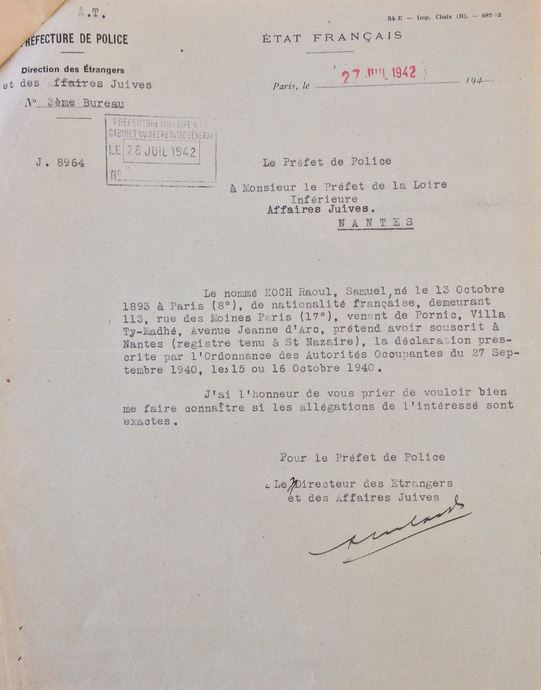 A.T.
54 E — Imp. Chaix (B). — 687-12
PRÉFECTURE DE POLICE
ÉTAT FRANÇAIS
Direction des Étrangers
et des affaires Juives
N° 3ème Bureau
Paris, le 27 JUIL 1942 194
CABINET DU SECRÉTAIRE GÉNÉRAL
LE 28 JUIL 1942
N°
J. 8964
Le Préfet de Police
à Monsieur le Préfet de la Loire
Inférieure
Affaires Juives.
NANTES
Le nommé KOCH Raoul, Samuel, né le 13 Octobre
1893 à Paris (8°), de nationalité française, demeurant
113, rue des Moines Paris (17°), venant de Pornic, Villa
Ty-Madhé, Avenue Jeanne d'Arc, prétend avoir souscrit à
Nantes (registre tenu à St Nazaire), la déclaration pres-
crite par l'Ordonnance des Autorités Occupantes du 27 Sep-
tembre 1940, les 15 ou 16 Octobre 1940.
J'ai l'honneur de vous prier de vouloir bien
me faire connaître si les allégations de l'intéressé sont
exactes.
Pour le Préfet de Police
Le Directeur des Etrangers
et des Affaires Juives